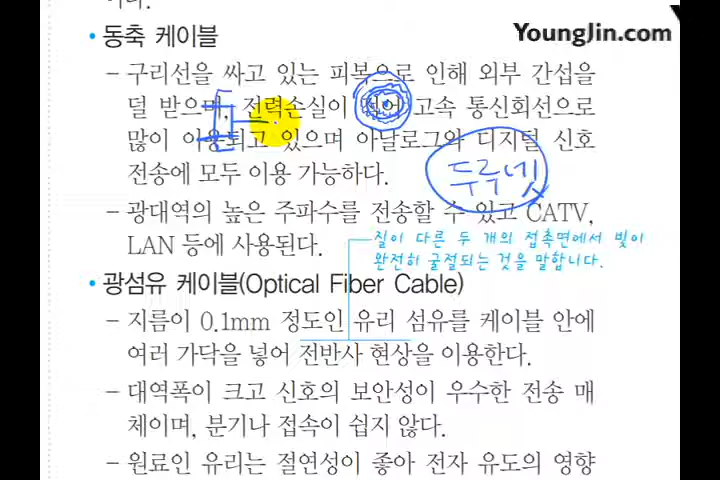 YoungJin.com
• 동축 케이블
– 구리선을 싸고 있는 피복으로 인해 외부 간섭을
덜 받으며, 전력손실이 적어 고속 통신회선으로
많이 이용되고 있으며 아날로그와 디지털 신호
전송에 모두 이용 가능하다.
두루넷
– 광대역의 높은 주파수를 전송할 수 있고 CATV,
LAN 등에 사용된다.
질이 다른 두 개의 접촉면에서 빛이
완전히 굴절되는 것을 말합니다.
• 광섬유 케이블(Optical Fiber Cable)
– 지름이 0.1mm 정도인 유리 섬유를 케이블 안에
여러 가닥을 넣어 전반사 현상을 이용한다.
– 대역폭이 크고 신호의 보안성이 우수한 전송 매
체이며, 분기나 접속이 쉽지 않다.
– 원료인 유리는 절연성이 좋아 전자 유도의 영향